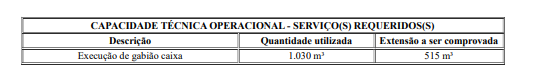 CAPACIDADE TÉCNICA OPERACIONAL - SERVIÇO(S) REQUERIDOS(S)
Descrição Quantidade utilizada Extensão a ser comprovada
Execução de gabião caixa 1.030 m³ 515 m³